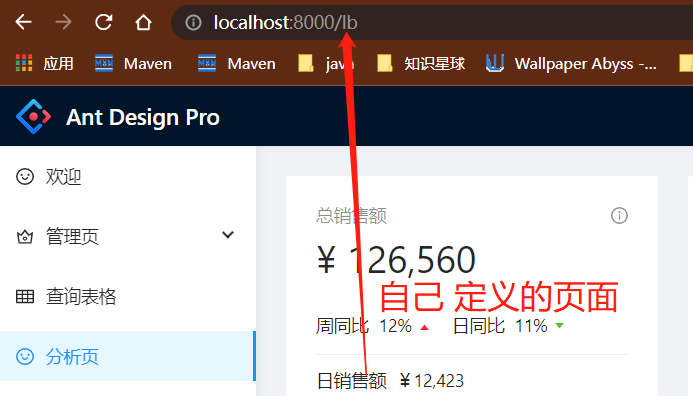 localhost:8000/lb
应用
Maven
Maven
java
知识星球
Wallpaper Abyss -...
Ant Design Pro
欢迎
管理页
查询表格
分析页
总销售额
¥ 126,560
自己 定义的页面
周同比 12% 日同比 11%
日销售额 ¥12,423